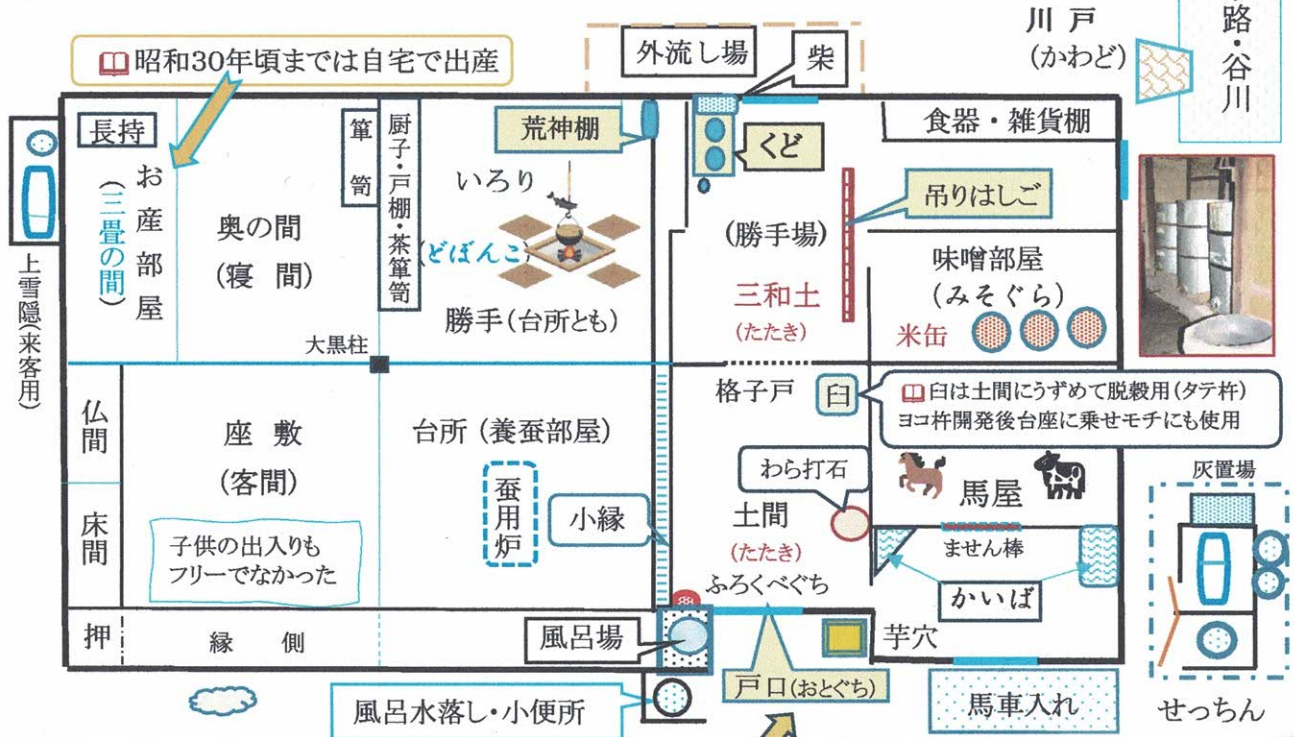 昭和30年頃までは自宅で出産
外流し場
柴
川戸
(かわど)
路・谷川
長持
お産部屋
(三畳の間)
奥の間
(寝間)
箪笥
厨子・戸棚・茶箪笥
荒神棚
いろり
(どぼんこ)
勝手(台所とも)
くど
食器・雑貨棚
吊りはしご
(勝手場)
三和土
(たたき)
味噌部屋
(みそぐら)
米缶
上雪隠(来客用)
大黒柱
仏間
床間
座敷
(客間)
子供の出入りも
フリーでなかった
台所(養蚕部屋)
蚕用炉
小縁
格子戸
臼
臼は土間にうずめて脱穀用(タテ杵)
ヨコ杵開発後台座に乗せモチにも使用
わら打石
土間
(たたき)
馬屋
ません棒
かいば
灰置場
ふろくべぐち
押
縁側
風呂場
芋穴
戸口(おとぐち)
風呂水落し・小便所
馬車入れ
せっちん